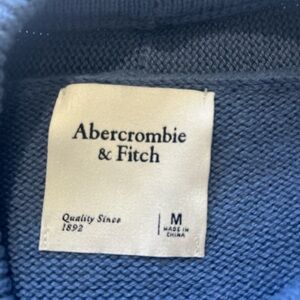 Abercrombie
& Fitch
Quality Since
1892
M
MADE IN
CHINA